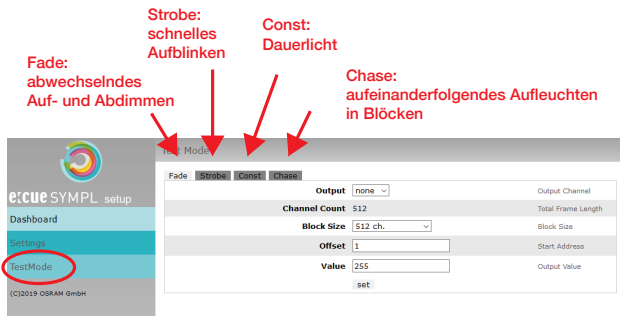 Strobe:
schnelles
Aufblinken
Const:
Dauerlicht
Fade:
abwechselndes
Auf- und Abdimmen
Chase:
aufeinanderfolgendes Aufleuchten
in Blöcken
Test Mode
e:cue SYMPL setup
Dashboard
Settings
TestMode
(C)2019 OSRAM GmbH
Fade Strobe Const Chase
Output none Output Channel
Channel Count 512 Total Frame Length
Block Size 512 ch. Block Size
Offset 1 Start Address
Value 255 Output Value
set